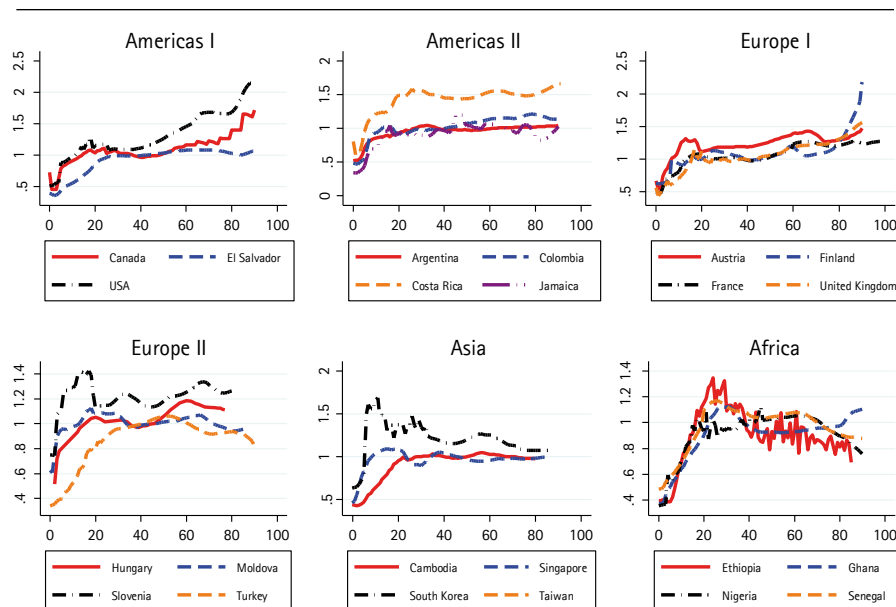 Americas I
Americas II
Europe I
.5 1 1.5 2 2.5
0 .5 1 1.5 2
.5 1 1.5 2 2.5
0 20 40 60 80 100
0 20 40 60 80 100
0 20 40 60 80 100
Canada El Salvador
USA
Argentina Colombia
Costa Rica Jamaica
Austria Finland
France United Kingdom
Europe II
Asia
Africa
.4 .6 .8 1 1.2 1.4
.5 1 1.5 2
.4 .6 .8 1 1.2 1.4
0 20 40 60 80 100
0 20 40 60 80 100
0 20 40 60 80 100
Hungary Moldova
Slovenia Turkey
Cambodia Singapore
South Korea Taiwan
Ethiopia Ghana
Nigeria Senegal